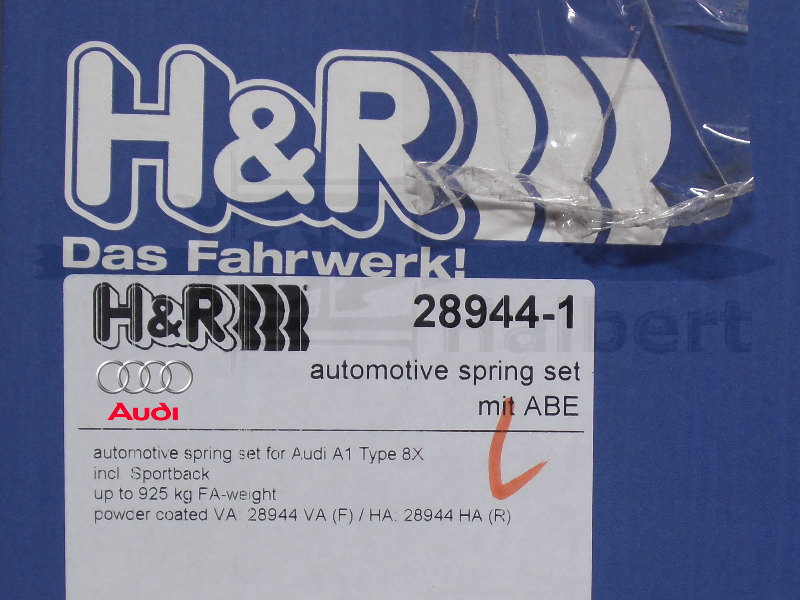 H&R
Das Fahrwerk!
H&R®
28944-1
automotive spring set
mit ABE
Audi
automotive spring set for Audi A1 Type 8X
incl. Sportback
up to 925 kg FA-weight
powder coated VA: 28944 VA (F) / HA: 28944 HA (R)
halbert